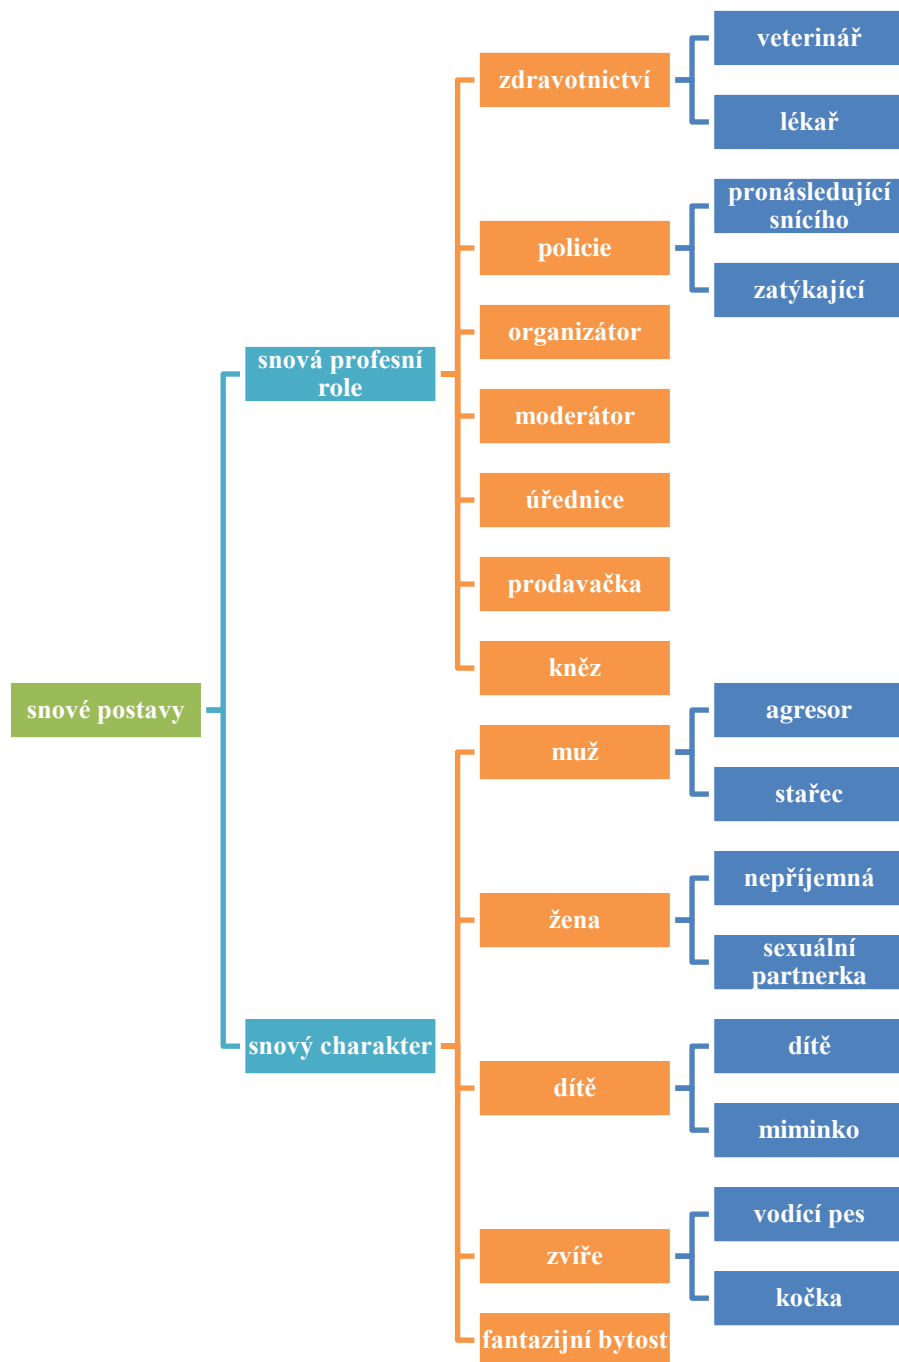 veterinář
zdravotnictví
lékař
pronásledující
snícího
policie
zatýkající
organizátor
snová profesní
role
moderátor
úřednice
prodavačka
kněz
snové postavy
agresor
muž
stařec
nepříjemná
žena
sexuální
partnerka
snový charakter
dítě
dítě
miminko
vodící pes
zvíře
kočka
fantazijní bytost